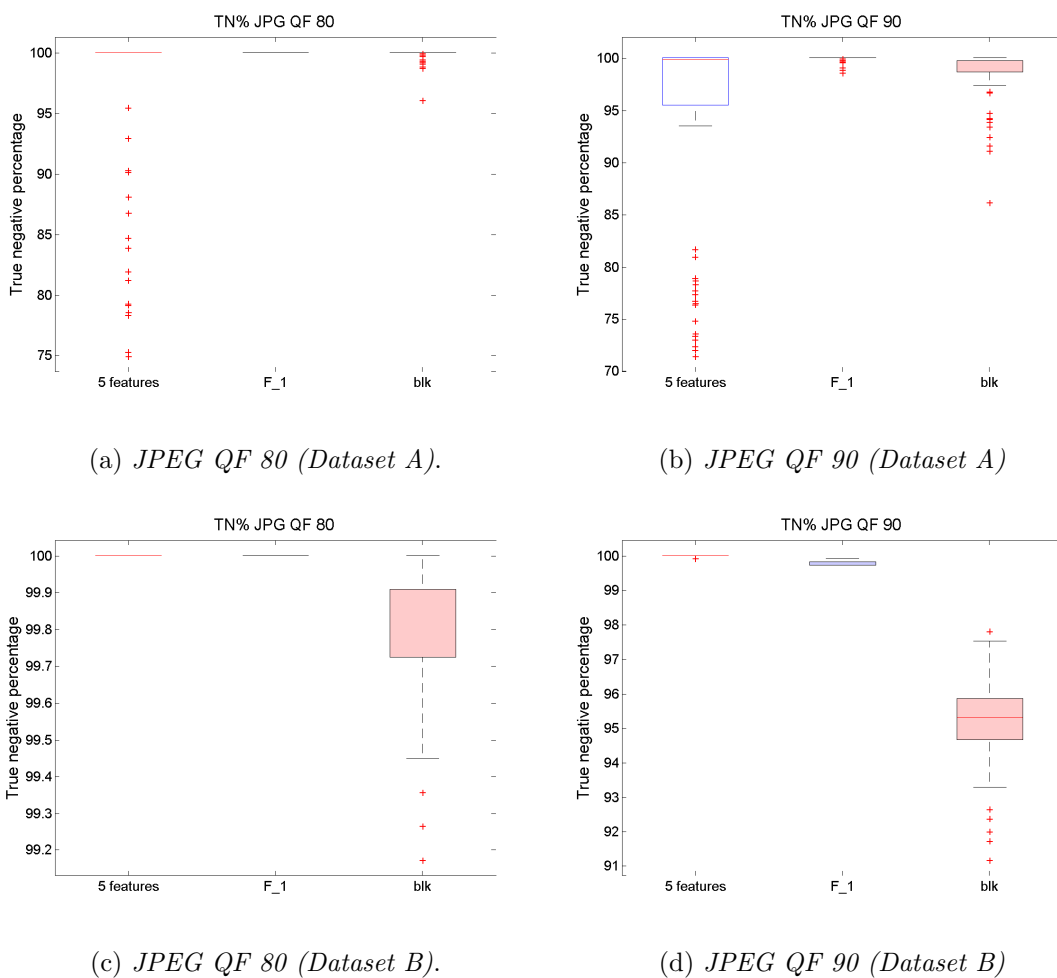 TN% JPG QF 80
True negative percentage
100
95
90
85
80
75
5 features F_1 blk
(a) JPEG QF 80 (Dataset A).
TN% JPG QF 90
True negative percentage
100
95
90
85
80
75
70
5 features F_1 blk
(b) JPEG QF 90 (Dataset A)
TN% JPG QF 80
True negative percentage
100
99.9
99.8
99.7
99.6
99.5
99.4
99.3
99.2
5 features F_1 blk
(c) JPEG QF 80 (Dataset B).
TN% JPG QF 90
True negative percentage
100
99
98
97
96
95
94
93
92
91
5 features F_1 blk
(d) JPEG QF 90 (Dataset B)